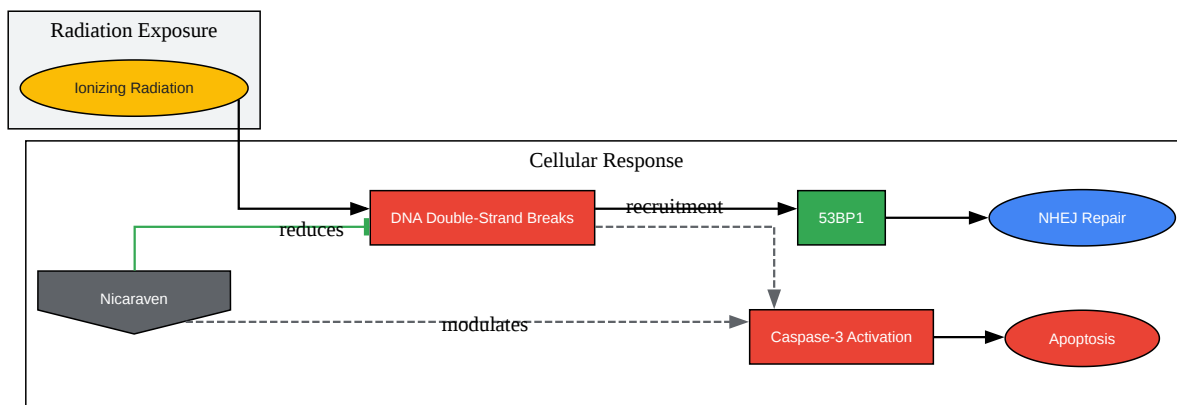 Radiation Exposure
Ionizing Radiation
Cellular Response
DNA Double-Strand Breaks
recruitment
53BP1
NHEJ Repair
reduces
Nicaraven
modulates
Caspase-3 Activation
Apoptosis